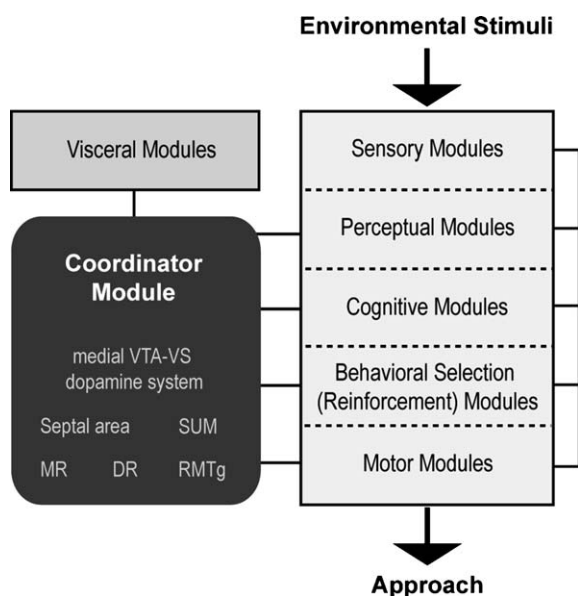 Environmental Stimuli
Visceral Modules
Coordinator
Module
medial VTA-VS
dopamine system
Septal area SUM
MR DR RMTg
Sensory Modules
Perceptual Modules
Cognitive Modules
Behavioral Selection
(Reinforcement) Modules
Motor Modules
Approach